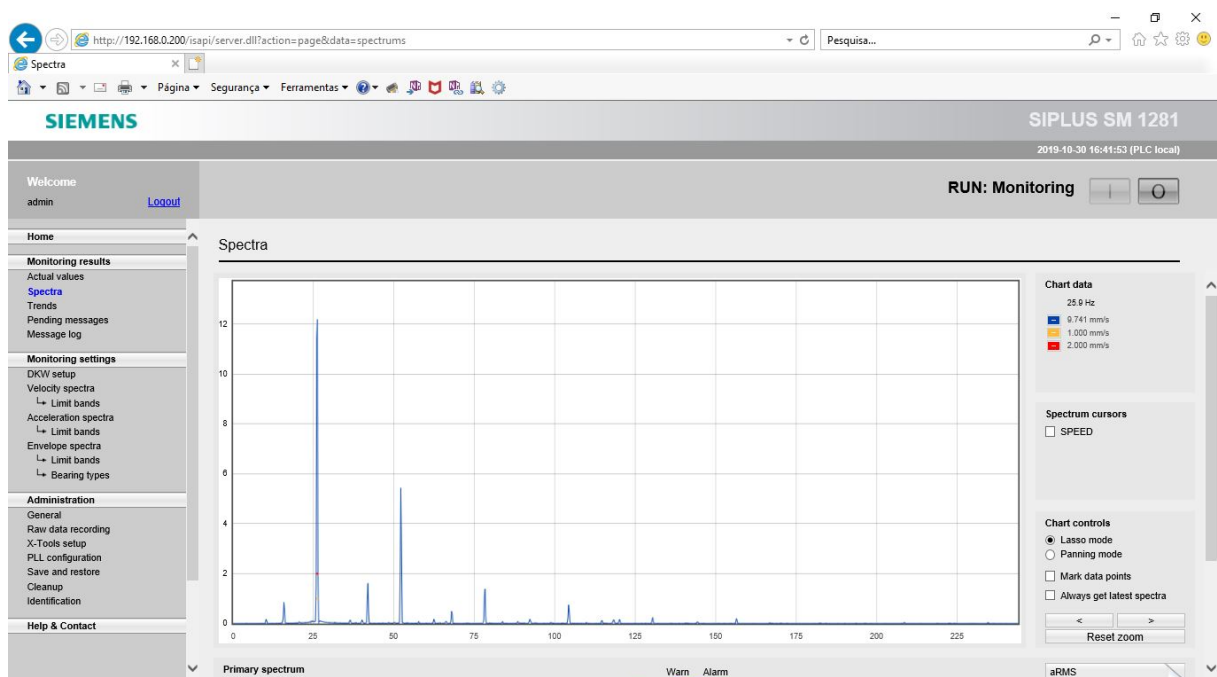 http://192.168.0.200/isapi/server.dll?action=page&data=spectrums
Pesquisa...
Spectra
Página
Segurança
Ferramentas
SIEMENS
SIPLUS SM 1281
2019-10-30 16:41:53 (PLC local)
Welcome
admin
Logout
RUN: Monitoring
I
O
Home
Monitoring results
Actual values
Spectra
Trends
Pending messages
Message log
Monitoring settings
DKW setup
Velocity spectra
Limit bands
Acceleration spectra
Limit bands
Envelope spectra
Limit bands
Bearing types
Administration
General
Raw data recording
X-Tools setup
PLL configuration
Save and restore
Cleanup
Identification
Help & Contact
Spectra
12
10
8
6
4
2
0
0 25 50 75 100 125 150 175 200 225
Chart data
25.9 Hz
9.741 mm/s
1.000 mm/s
2.000 mm/s
Spectrum cursors
SPEED
Chart controls
Lasso mode
Panning mode
Mark data points
Always get latest spectra
< >
Reset zoom
Primary spectrum
Warn Alarm
aRMS